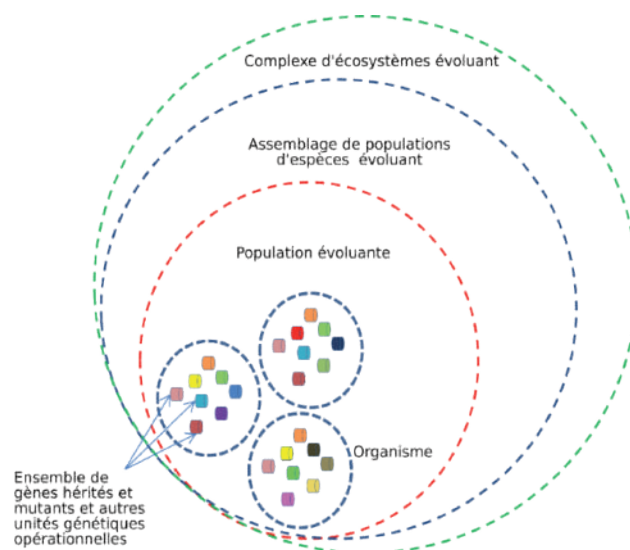 Complexe d'écosystèmes évoluant
Assemblage de populations
d'espèces évoluant
Population évoluante
Organisme
Ensemble de
gènes hérités et
mutants et autres
unités génétiques
opérationnelles